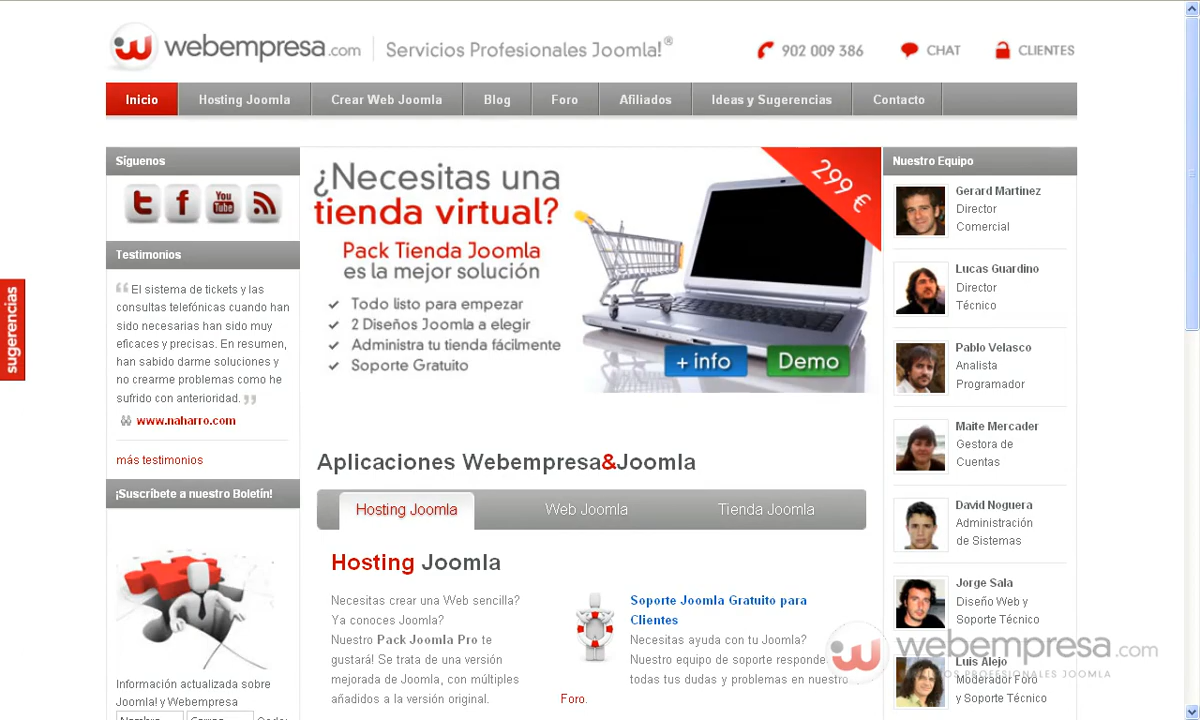 webempresa.com
Servicios Profesionales Joomla!®
902 009 386
CHAT
CLIENTES
Inicio
Hosting Joomla
Crear Web Joomla
Blog
Foro
Afiliados
Ideas y Sugerencias
Contacto
sugerencias
Síguenos
You
Tube
Testimonios
El sistema de tickets y las
consultas telefónicas cuando han
sido necesarias han sido muy
eficaces y precisas. En resumen,
han sabido darme soluciones y
no crearme problemas como he
sufrido con anterioridad.
www.naharro.com
más testimonios
¡Suscríbete a nuestro Boletín!
Información actualizada sobre
Joomla! y Webempresa
¿Necesitas una
tienda virtual?
Pack Tienda Joomla
es la mejor solución
Todo listo para empezar
2 Diseños Joomla a elegir
Administra tu tienda fácilmente
Soporte Gratuito
299 €
+ info
Demo
Aplicaciones Webempresa&Joomla
Hosting Joomla
Web Joomla
Tienda Joomla
Hosting Joomla
Necesitas crear una Web sencilla?
Ya conoces Joomla?
Nuestro Pack Joomla Pro te
gustará! Se trata de una versión
mejorada de Joomla, con múltiples
añadidos a la versión original.
Soporte Joomla Gratuito para
Clientes
Necesitas ayuda con tu Joomla?
Nuestro equipo de soporte responde
todas tus dudas y problemas en nuestro
Foro.
Nuestro Equipo
Gerard Martinez
Director
Comercial
Lucas Guardino
Director
Técnico
Pablo Velasco
Analista
Programador
Maite Mercader
Gestora de
Cuentas
David Noguera
Administración
de Sistemas
Jorge Sala
Diseño Web y
Soporte Técnico
Luis Alejo
Moderador Foro
y Soporte Técnico
webempresa.com
PROFESIONALES JOOMLA